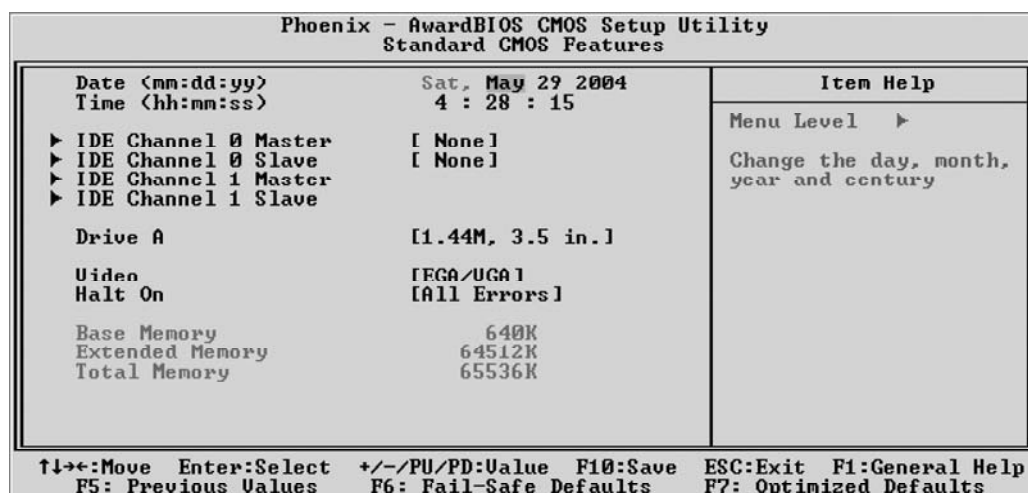 Phoenix - AwardBIOS CMOS Setup Utility
Standard CMOS Features
Date (mm:dd:yy) Sat, May 29 2004
Time (hh:mm:ss) 4 : 28 : 15
► IDE Channel 0 Master [ None]
► IDE Channel 0 Slave [ None]
► IDE Channel 1 Master
► IDE Channel 1 Slave
Drive A [1.44M, 3.5 in.]
Video [EGA/VGA]
Halt On [All Errors]
Base Memory 640K
Extended Memory 64512K
Total Memory 65536K
Item Help
Menu Level ►
Change the day, month,
year and century
↑↓→←:Move Enter:Select +/-/PU/PD:Value F10:Save ESC:Exit F1:General Help
F5: Previous Values F6: Fail-Safe Defaults F7: Optimized Defaults